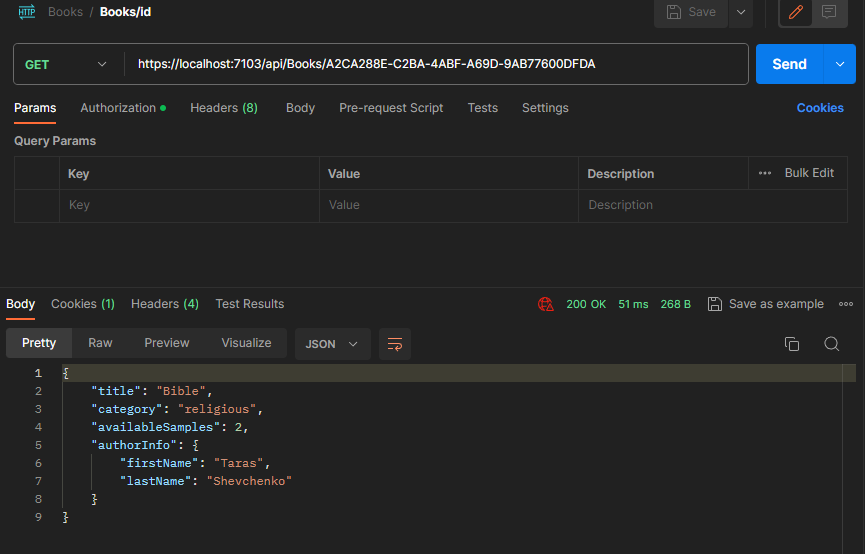 HTTP Books / Books/id Save
GET https://localhost:7103/api/Books/A2CA288E-C2BA-4ABF-A69D-9AB77600DFDA Send
Params Authorization Headers (8) Body Pre-request Script Tests Settings Cookies
Query Params
Key Value Description ••• Bulk Edit
Key Value Description
Body Cookies (1) Headers (4) Test Results 200 OK 51 ms 268 B Save as example
Pretty Raw Preview Visualize JSON
1 {
2 "title": "Bible",
3 "category": "religious",
4 "availableSamples": 2,
5 "authorInfo": {
6 "firstName": "Taras",
7 "lastName": "Shevchenko"
8 }
9 }